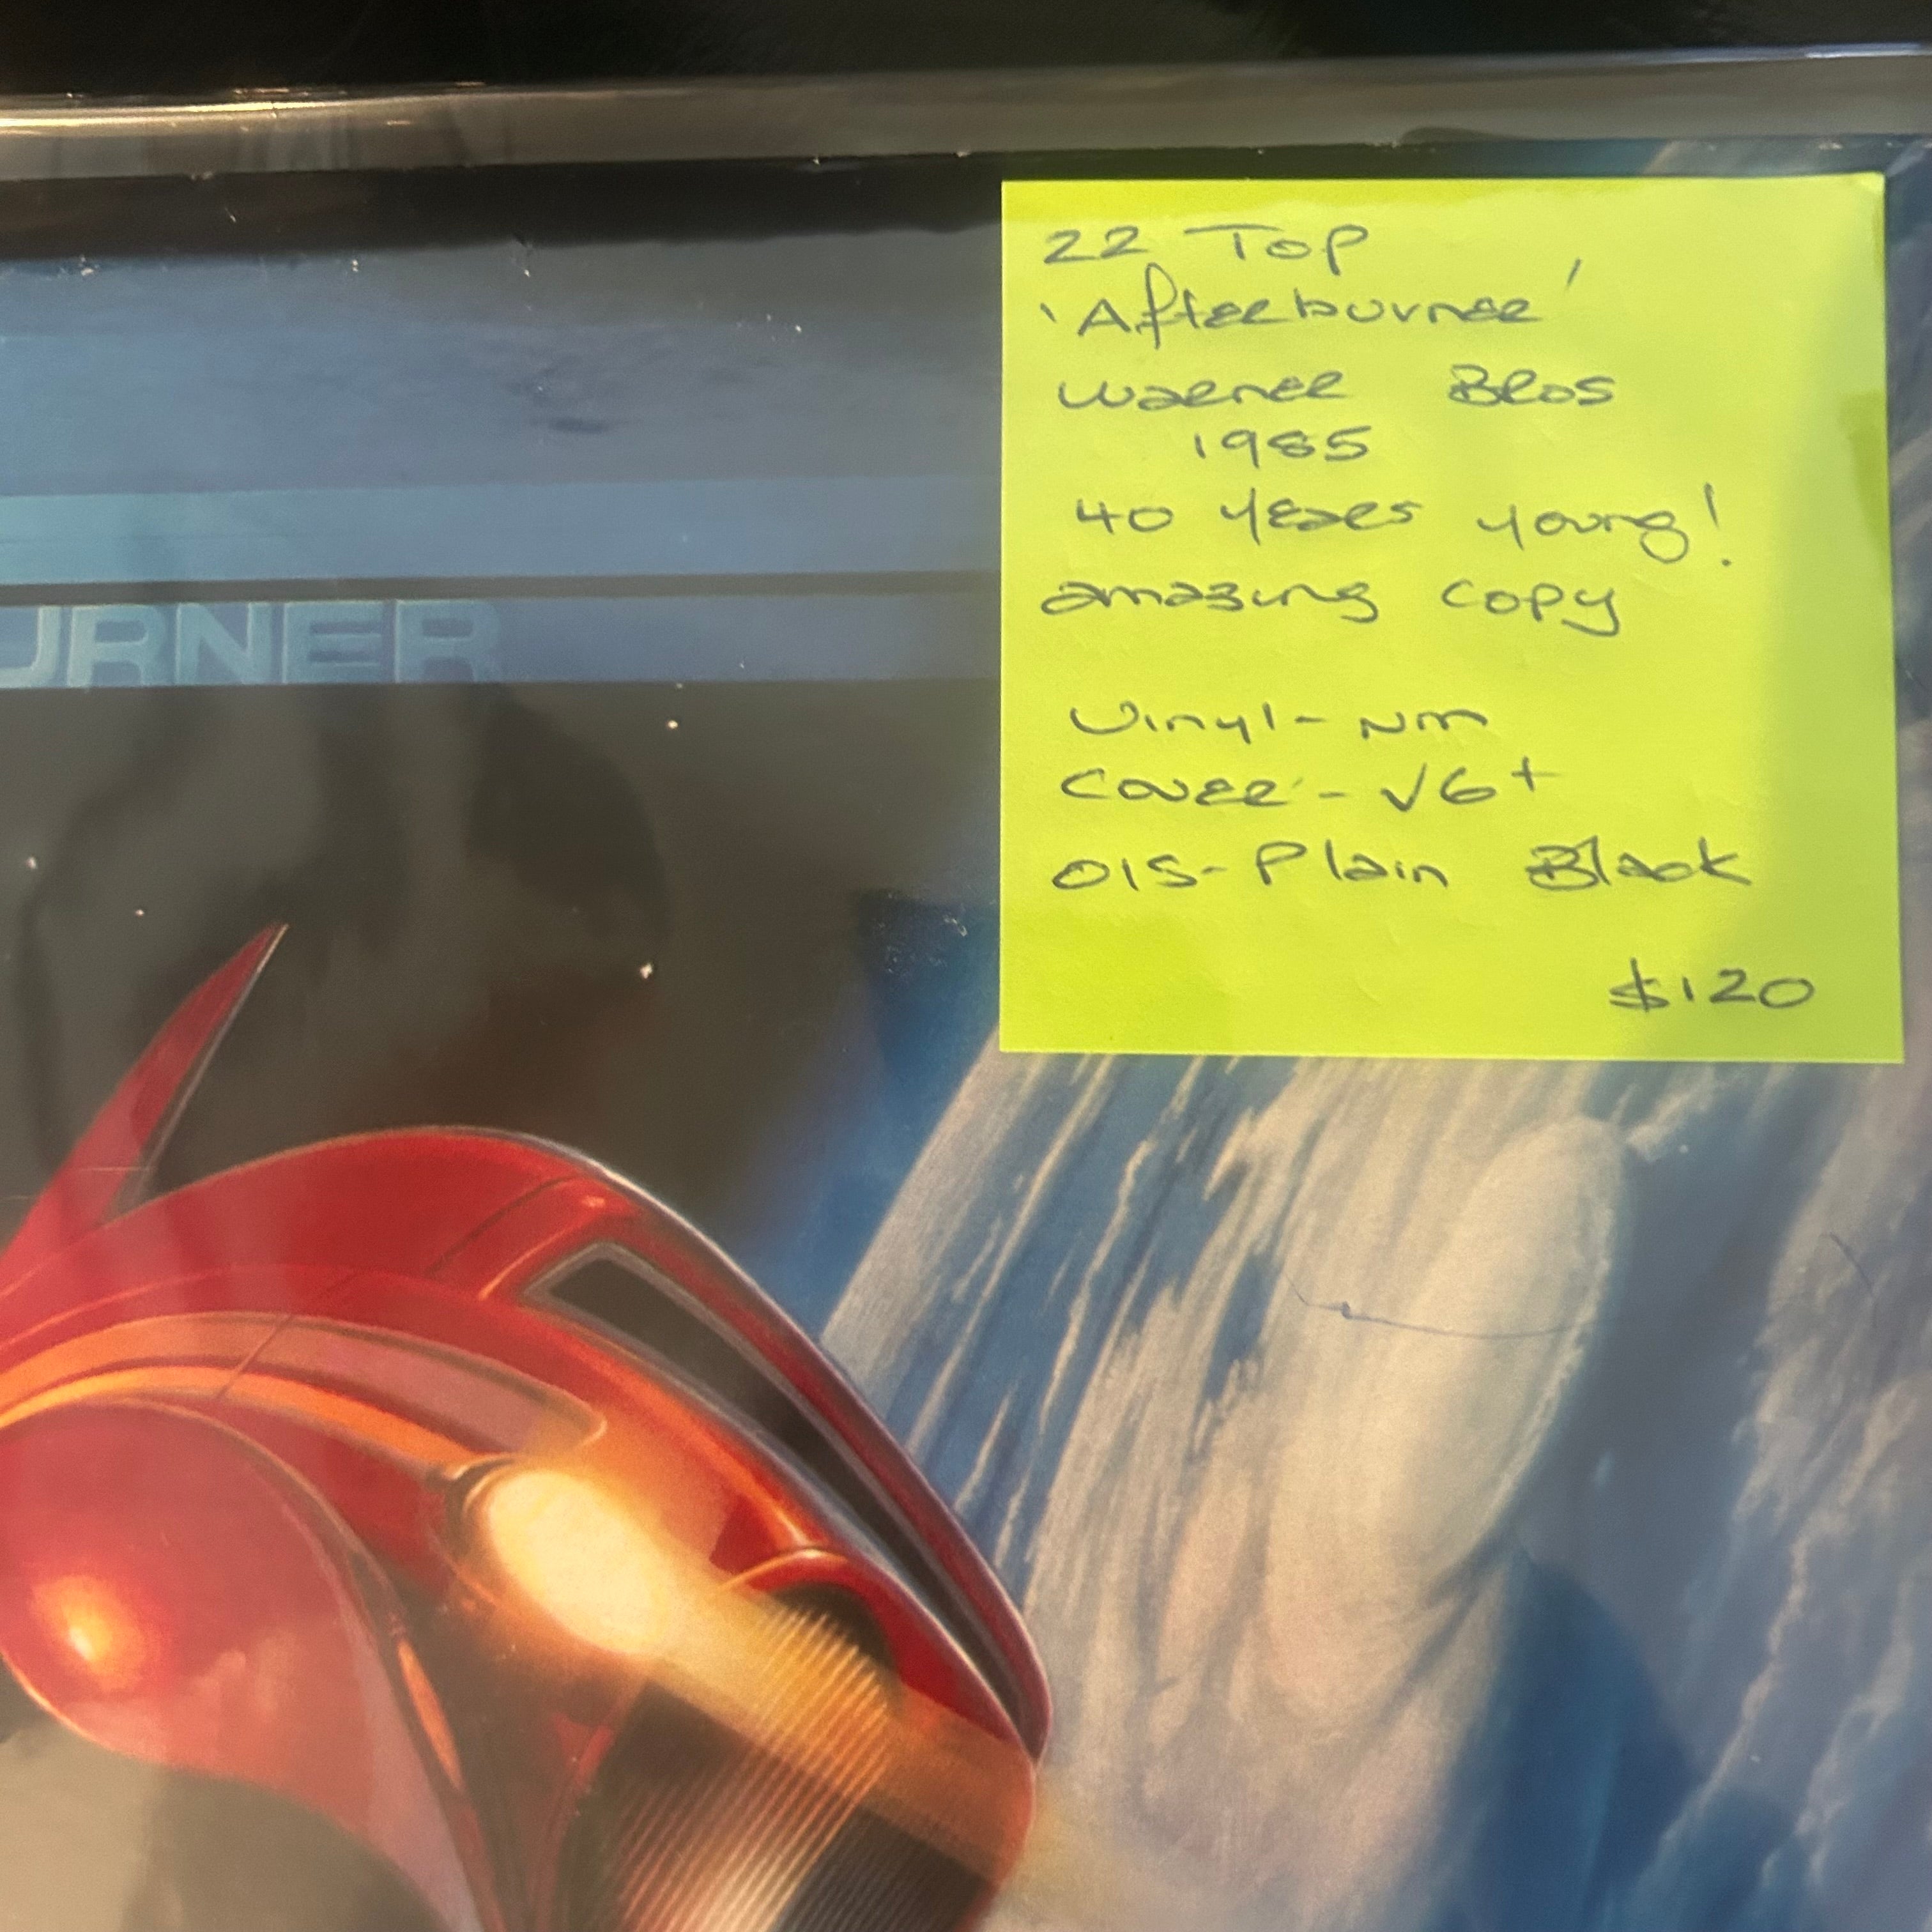 ZZ Top
'Afterburner'
Warner Bros
1985
40 years young!
amazing copy
Vinyl - NM
Cover - VG+
OIS - Plain Black
$120
URNER